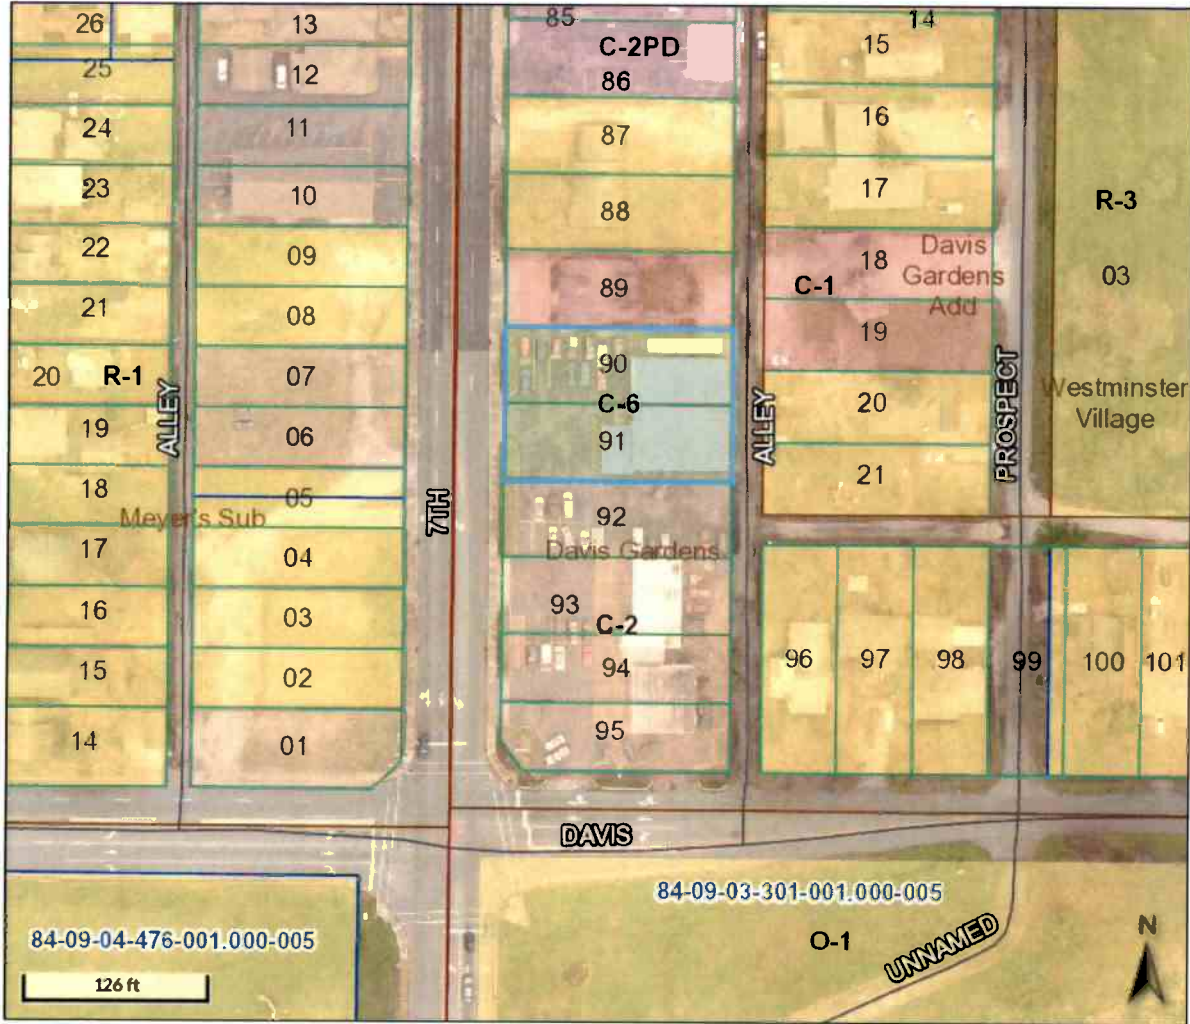 26
25
24
23
22
21
20
R-1
19
18
Meyer's Sub
17
16
15
14
ALLEY
13
12
11
10
09
08
07
06
05
04
03
02
01
7TH
85
C-2PD
86
87
88
89
90
C-6
91
92
Davis Gardens
93
C-2
94
95
ALLEY
14
15
16
17
18
Davis
Gardens
Add
C-1
19
20
21
PROSPECT
R-3
03
Westminster
Village
96
97
98
99
100
101
DAVIS
84-09-04-476-001.000-005
126 ft
84-09-03-301-001.000-005
O-1
UNNAMED
N